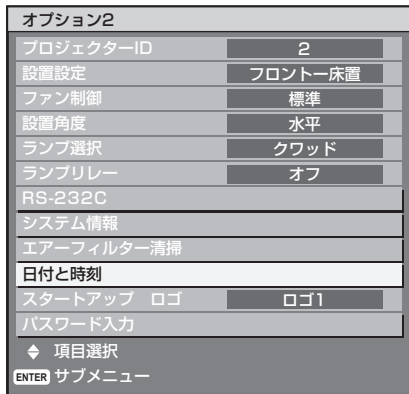 オプション2
プロジェクターID 2
設置設定 フロントー床置
ファン制御 標準
設置角度 水平
ランプ選択 クワッド
ランプリレー オフ
RS-232C
システム情報
エアーフィルター清掃
日付と時刻
スタートアップ ロゴ ロゴ1
パスワード入力
項目選択
ENTER サブメニュー